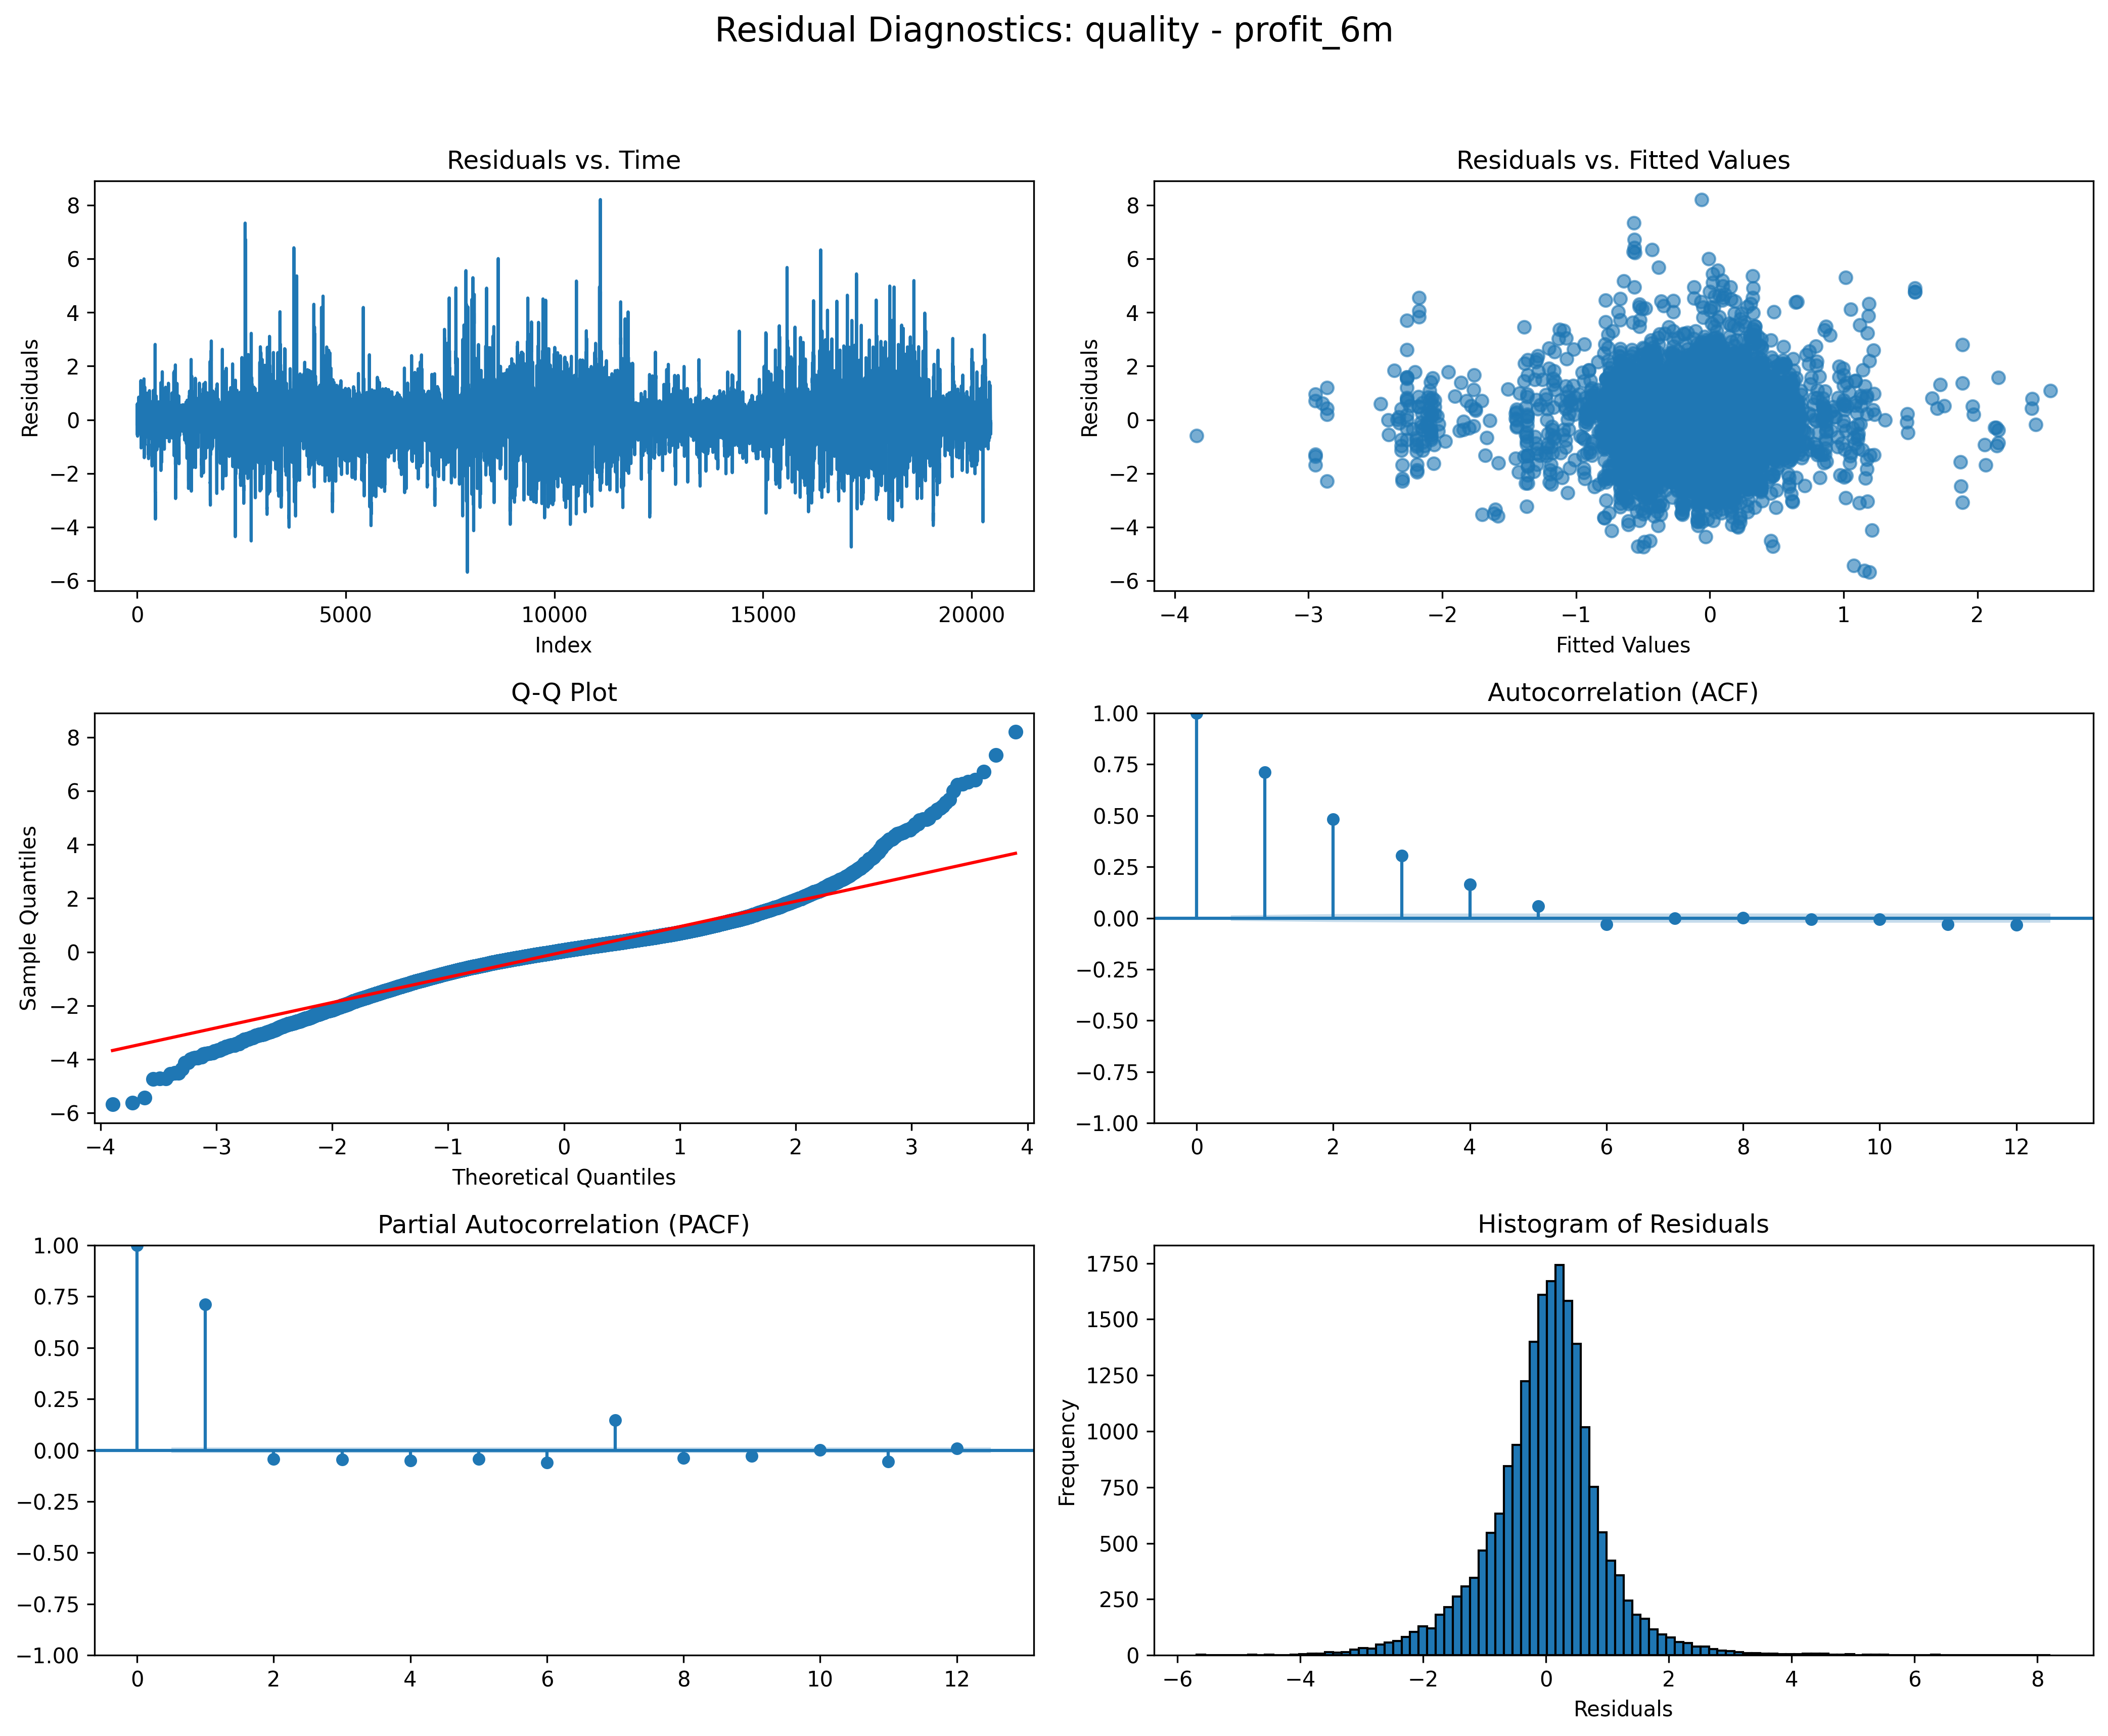 Residual Diagnostics: quality - profit_6m
Residuals vs. Time
Residuals
8
6
4
2
0
−2
−4
−6
0 5000 10000 15000 20000
Index
Residuals vs. Fitted Values
Residuals
8
6
4
2
0
−2
−4
−6
−4 −3 −2 −1 0 1 2
Fitted Values
Q-Q Plot
Sample Quantiles
8
6
4
2
0
−2
−4
−6
−4 −3 −2 −1 0 1 2 3 4
Theoretical Quantiles
Autocorrelation (ACF)
1.00
0.75
0.50
0.25
0.00
−0.25
−0.50
−0.75
−1.00
0 2 4 6 8 10 12
Partial Autocorrelation (PACF)
1.00
0.75
0.50
0.25
0.00
−0.25
−0.50
−0.75
−1.00
0 2 4 6 8 10 12
Histogram of Residuals
Frequency
1750
1500
1250
1000
750
500
250
0
−6 −4 −2 0 2 4 6 8
Residuals